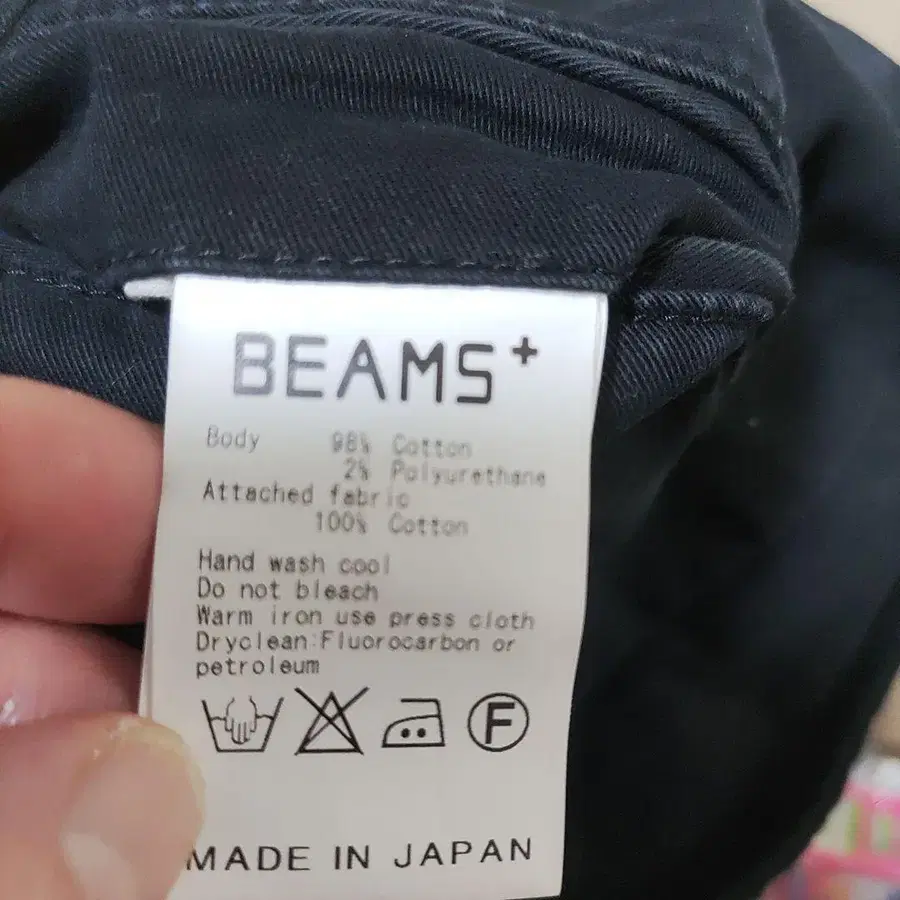 BEAMS+
Body 98% Cotton
2% Polyurethane
Attached fabric
100% Cotton
Hand wash cool
Do not bleach
Warm iron use press cloth
Dryclean:Fluorocarbon or
petroleum
F
MADE IN JAPAN